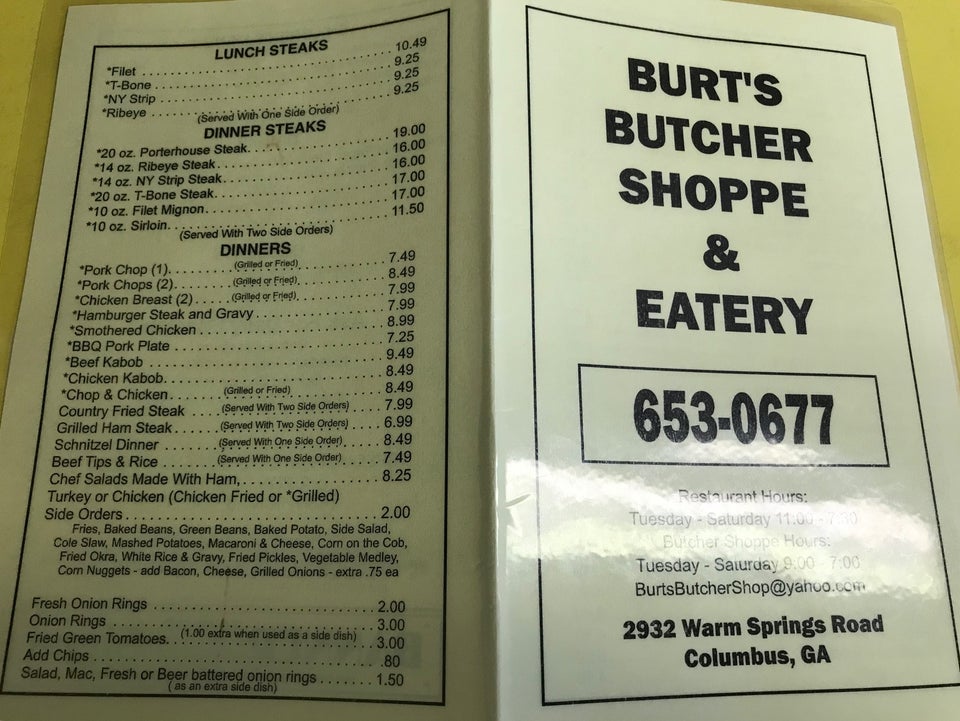 LUNCH STEAKS
*Filet 10.49
*T-Bone 9.25
*NY Strip 9.25
*Ribeye 9.25
(Served With One Side Order)
DINNER STEAKS
*20 oz. Porterhouse Steak 19.00
*14 oz. Ribeye Steak 16.00
*14 oz. NY Strip Steak 16.00
*20 oz. T-Bone Steak 17.00
*10 oz. Filet Mignon 17.00
*10 oz. Sirloin 11.50
(Served With Two Side Orders)
DINNERS
*Pork Chop (1) (Grilled or Fried) 7.49
*Pork Chops (2) (Grilled or Fried) 8.49
*Chicken Breast (2) (Grilled or Fried) 7.99
*Hamburger Steak and Gravy 7.99
*Smothered Chicken 8.99
*BBQ Pork Plate 7.25
*Beef Kabob 9.49
*Chicken Kabob 8.49
*Chop & Chicken (Grilled or Fried) 8.49
Country Fried Steak (Served With Two Side Orders) 7.99
Grilled Ham Steak (Served With Two Side Orders) 6.99
Schnitzel Dinner (Served With One Side Order) 8.49
Beef Tips & Rice (Served With One Side Order) 7.49
Chef Salads Made With Ham, 8.25
Turkey or Chicken (Chicken Fried or *Grilled)
Side Orders 2.00
Fries, Baked Beans, Green Beans, Baked Potato, Side Salad,
Cole Slaw, Mashed Potatoes, Macaroni & Cheese, Corn on the Cob,
Fried Okra, White Rice & Gravy, Fried Pickles, Vegetable Medley,
Corn Nuggets - add Bacon, Cheese, Grilled Onions - extra .75 ea
Fresh Onion Rings 2.00
Onion Rings 3.00
Fried Green Tomatoes. (1.00 extra when used as a side dish) 3.00
Add Chips .80
Salad, Mac, Fresh or Beer battered onion rings 1.50
( as an extra side dish)
BURT'S
BUTCHER
SHOPPE
&
EATERY
653-0677
Restaurant Hours:
Tuesday - Saturday 11:00 -
Butcher Shoppe Hours:
Tuesday - Saturday 9:00 - 7:00
BurtsButcherShop@yahoo.com
2932 Warm Springs Road
Columbus, GA